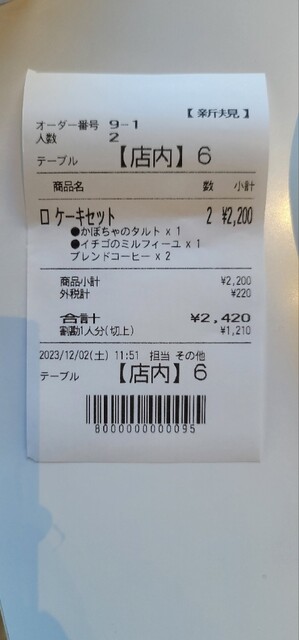 【新規】
オーダー番号 9-1
人数 2
テーブル 【店内】6
商品名 数 小計
ロ ケーキセット 2 ¥2,200
●かぼちゃのタルト x 1
●イチゴのミルフィーユ x 1
ブレンドコーヒー x 2
商品小計 ¥2,200
外税計 ¥220
合計 ¥2,420
割勘1人分(切上) ¥1,210
2023/12/02(土) 11:51 担当 その他
テーブル 【店内】6
8000000000095